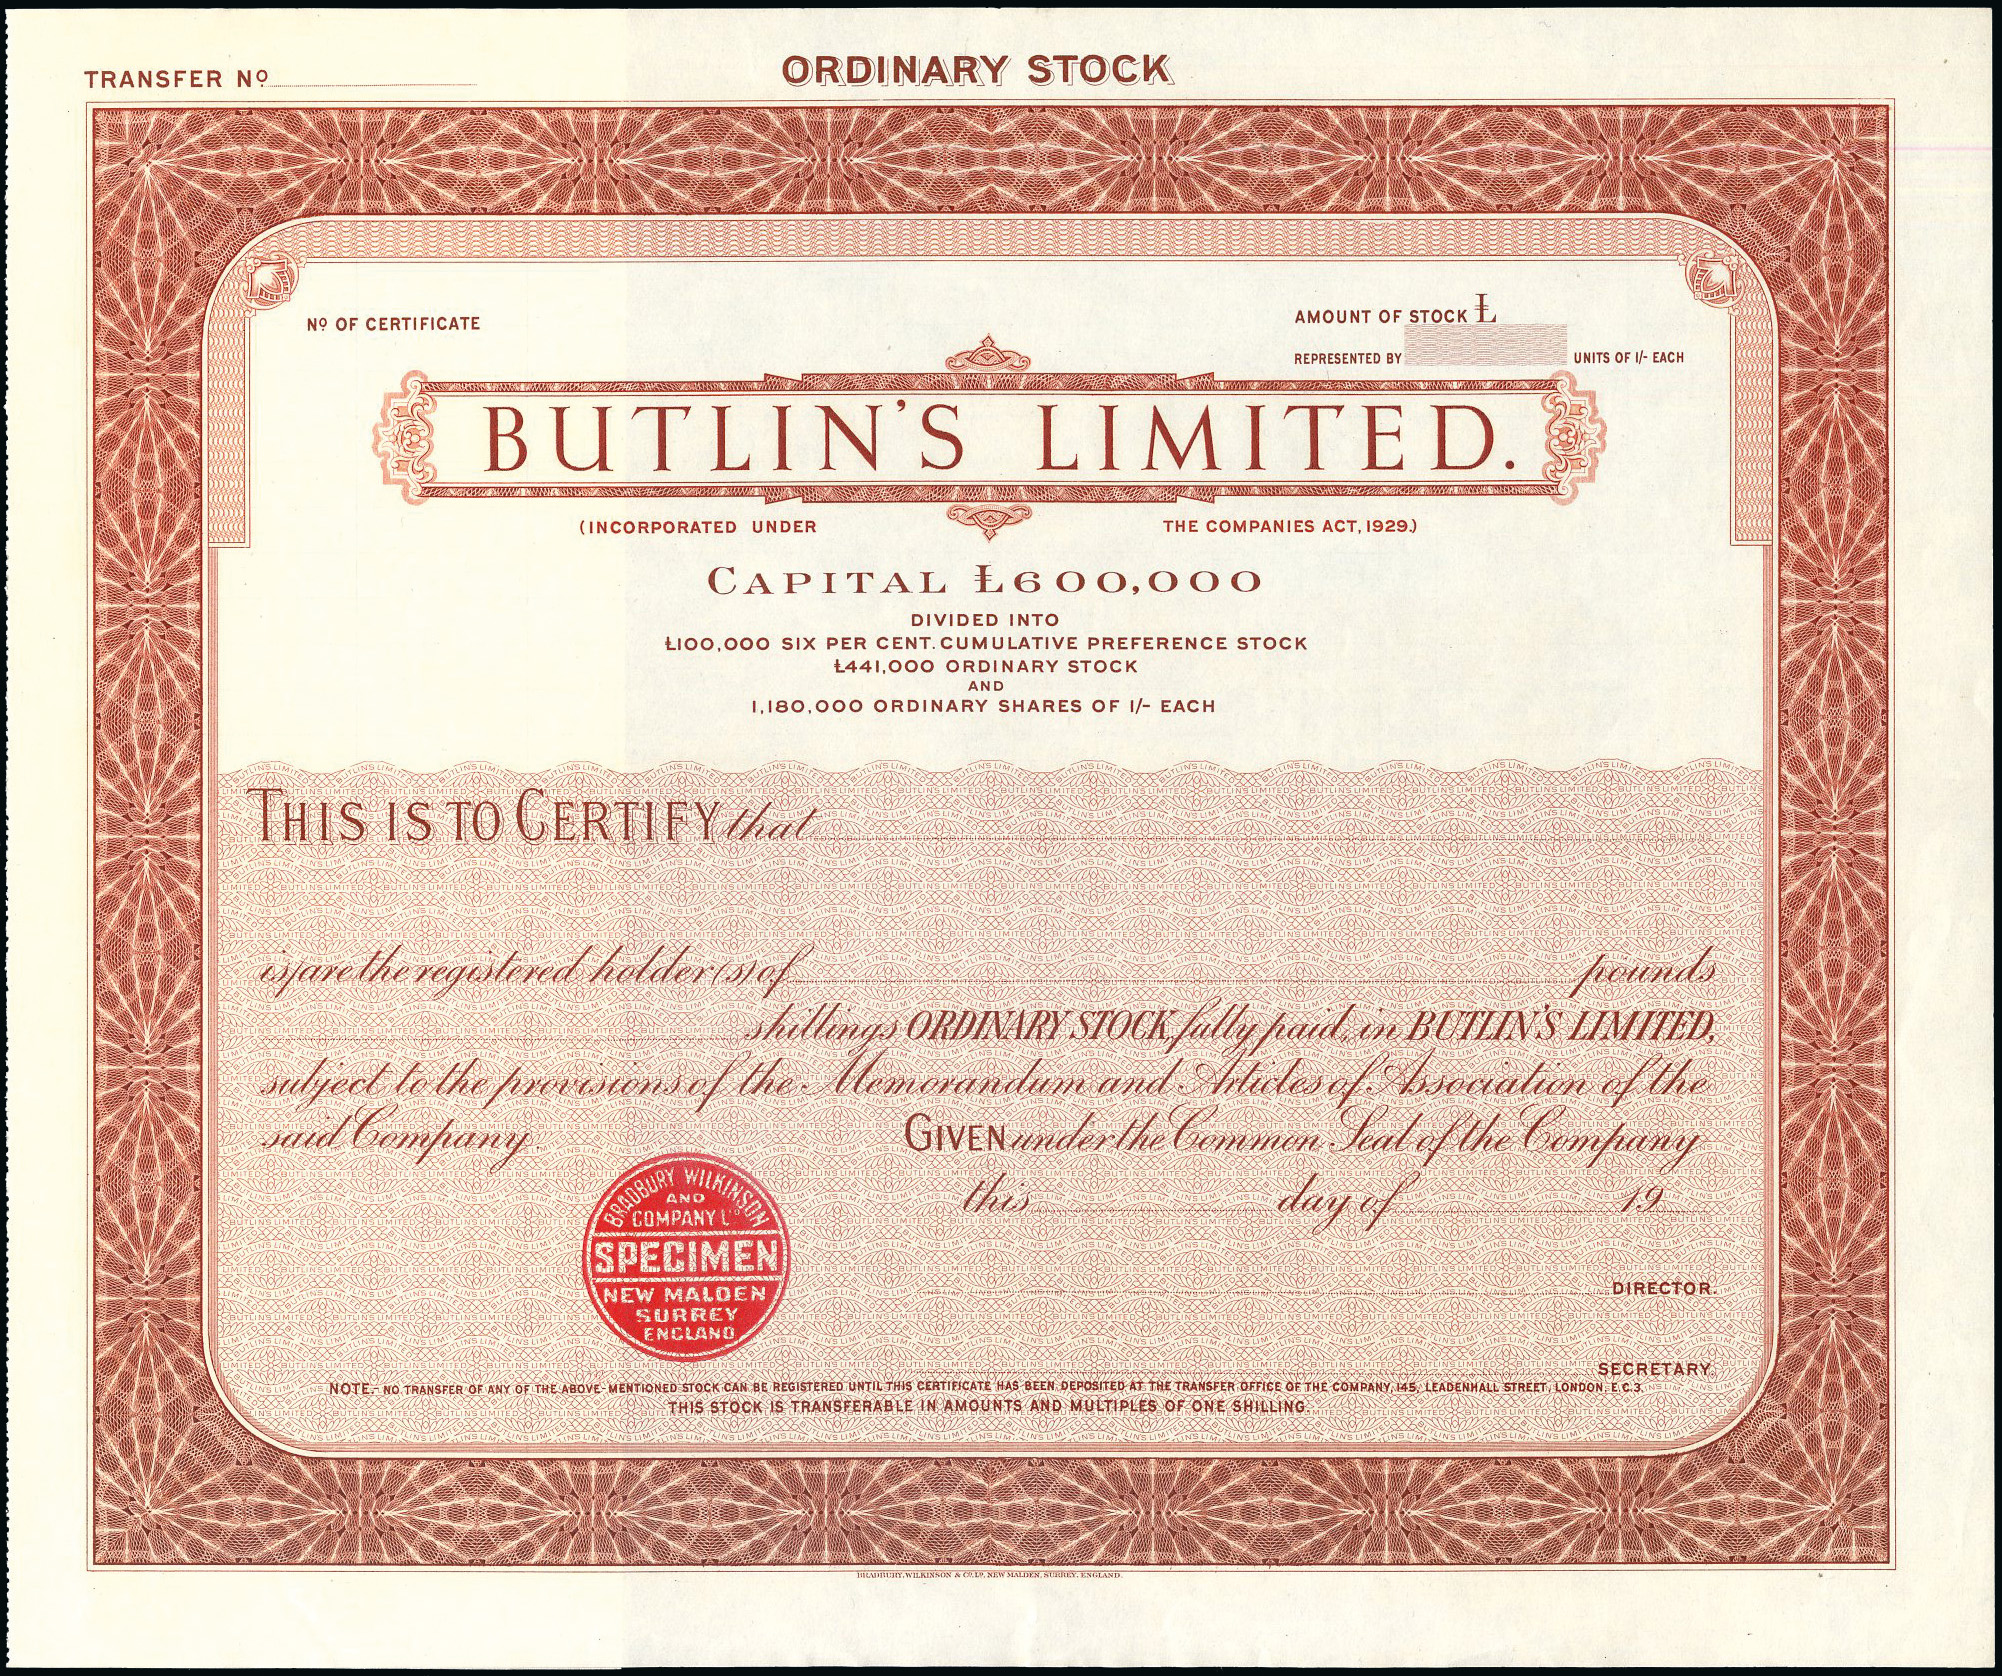 TRANSFER Nº
ORDINARY STOCK
Nº OF CERTIFICATE
AMOUNT OF STOCK £
REPRESENTED BY UNITS OF 1/- EACH
BUTLIN'S LIMITED.
(INCORPORATED UNDER THE COMPANIES ACT, 1929.)
CAPITAL £600,000
DIVIDED INTO
£100,000 SIX PER CENT. CUMULATIVE PREFERENCE STOCK
£441,000 ORDINARY STOCK
AND
1,180,000 ORDINARY SHARES OF 1/- EACH
THIS IS TO CERTIFY that
is/are the registered holder(s) of pounds
shillings ORDINARY STOCK, fully paid, in BUTLIN'S LIMITED,
subject to the provisions of the Memorandum and Articles of Association of the
said Company.
GIVEN under the Common Seal of the Company
this day of 19
BRADBURY WILKINSON
AND
COMPANY Lᵀᴰ
SPECIMEN
NEW MALDEN
SURREY
ENGLAND
DIRECTOR.
SECRETARY.
NOTE.- NO TRANSFER OF ANY OF THE ABOVE-MENTIONED STOCK CAN BE REGISTERED UNTIL THIS CERTIFICATE HAS BEEN DEPOSITED AT THE TRANSFER OFFICE OF THE COMPANY, 145, LEADENHALL STREET, LONDON, E.C.3.
THIS STOCK IS TRANSFERABLE IN AMOUNTS AND MULTIPLES OF ONE SHILLING.
BRADBURY, WILKINSON & Cº. Lᴰ. NEW MALDEN, SURREY, ENGLAND.